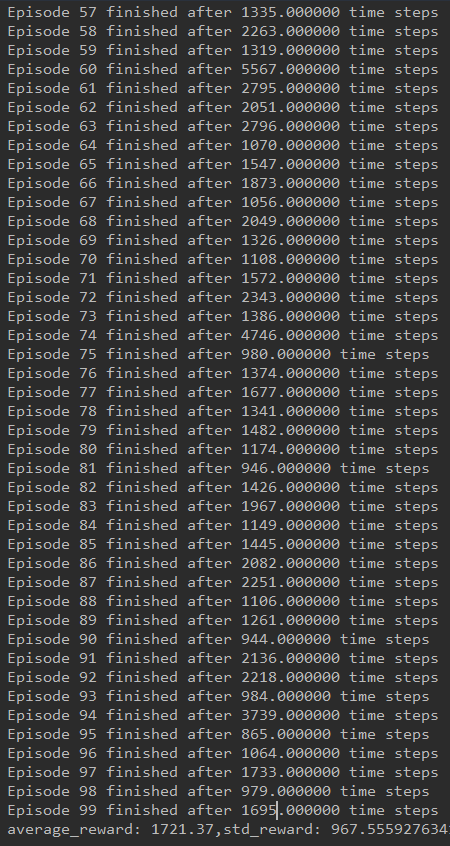 Episode 57 finished after 1335.000000 time steps
Episode 58 finished after 2263.000000 time steps
Episode 59 finished after 1319.000000 time steps
Episode 60 finished after 5567.000000 time steps
Episode 61 finished after 2795.000000 time steps
Episode 62 finished after 2051.000000 time steps
Episode 63 finished after 2796.000000 time steps
Episode 64 finished after 1070.000000 time steps
Episode 65 finished after 1547.000000 time steps
Episode 66 finished after 1873.000000 time steps
Episode 67 finished after 1056.000000 time steps
Episode 68 finished after 2049.000000 time steps
Episode 69 finished after 1326.000000 time steps
Episode 70 finished after 1108.000000 time steps
Episode 71 finished after 1572.000000 time steps
Episode 72 finished after 2343.000000 time steps
Episode 73 finished after 1386.000000 time steps
Episode 74 finished after 4746.000000 time steps
Episode 75 finished after 980.000000 time steps
Episode 76 finished after 1374.000000 time steps
Episode 77 finished after 1677.000000 time steps
Episode 78 finished after 1341.000000 time steps
Episode 79 finished after 1482.000000 time steps
Episode 80 finished after 1174.000000 time steps
Episode 81 finished after 946.000000 time steps
Episode 82 finished after 1426.000000 time steps
Episode 83 finished after 1967.000000 time steps
Episode 84 finished after 1149.000000 time steps
Episode 85 finished after 1445.000000 time steps
Episode 86 finished after 2082.000000 time steps
Episode 87 finished after 2251.000000 time steps
Episode 88 finished after 1106.000000 time steps
Episode 89 finished after 1261.000000 time steps
Episode 90 finished after 944.000000 time steps
Episode 91 finished after 2136.000000 time steps
Episode 92 finished after 2218.000000 time steps
Episode 93 finished after 984.000000 time steps
Episode 94 finished after 3739.000000 time steps
Episode 95 finished after 865.000000 time steps
Episode 96 finished after 1064.000000 time steps
Episode 97 finished after 1733.000000 time steps
Episode 98 finished after 979.000000 time steps
Episode 99 finished after 1695.000000 time steps
average_reward: 1721.37,std_reward: 967.555927634